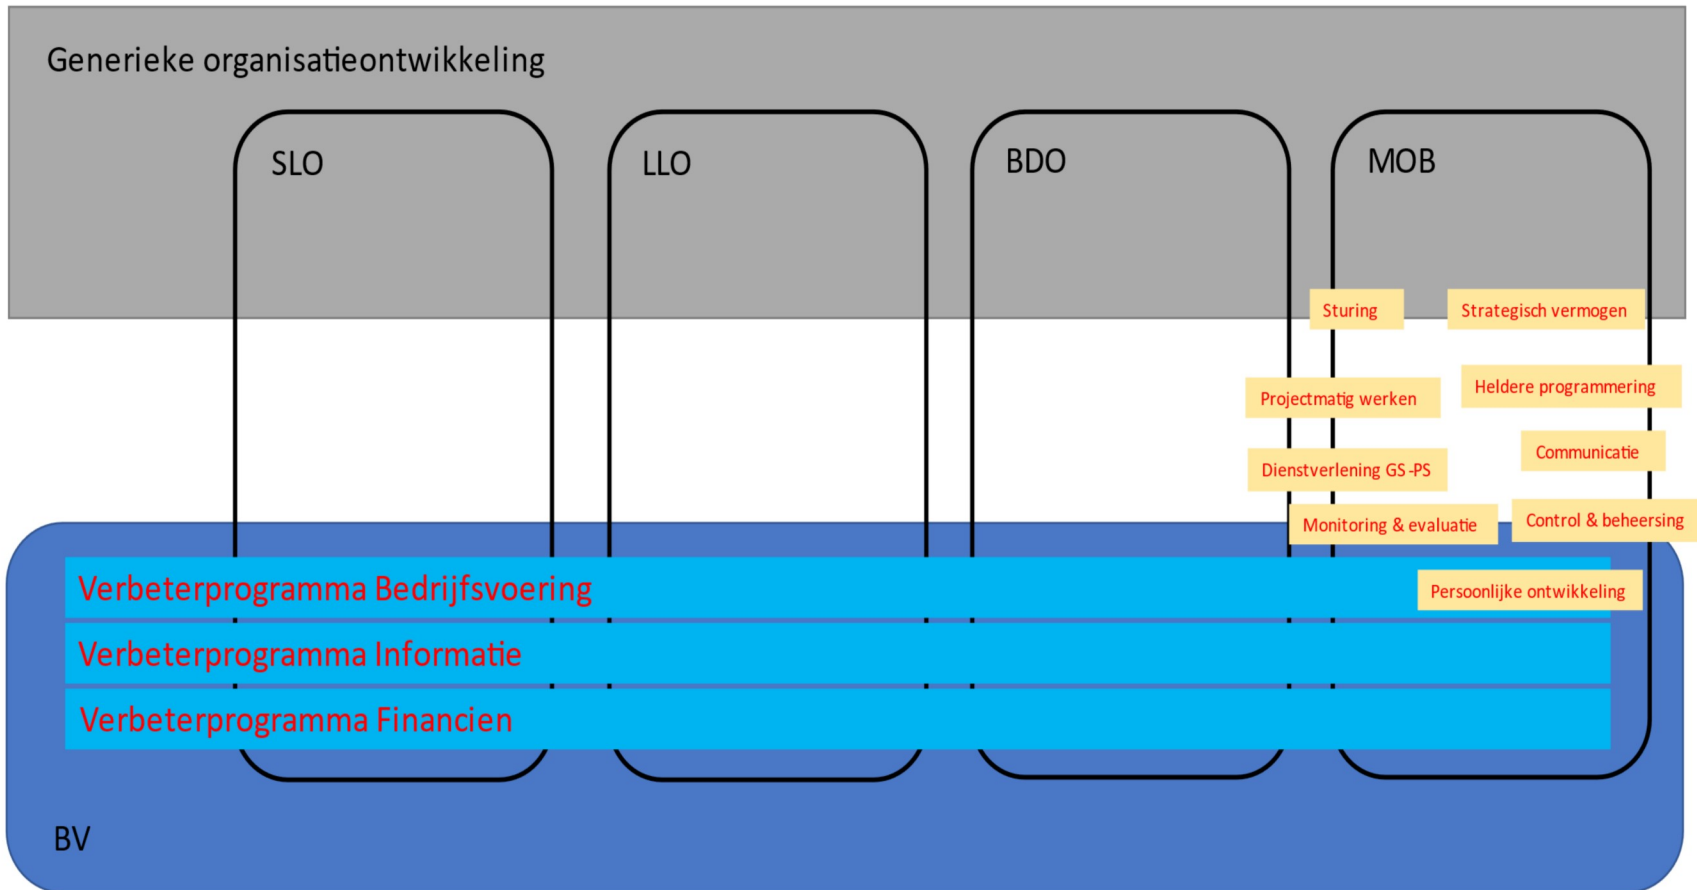 Generieke organisatieontwikkeling
SLO
LLO
BDO
MOB
Sturing
Strategisch vermogen
Projectmatig werken
Heldere programmering
Communicatie
Dienstverlening GS-PS
Monitoring & evaluatie
Control & beheersing
Verbeterprogramma Bedrijfsvoering
Persoonlijke ontwikkeling
Verbeterprogramma Informatie
Verbeterprogramma Financien
BV